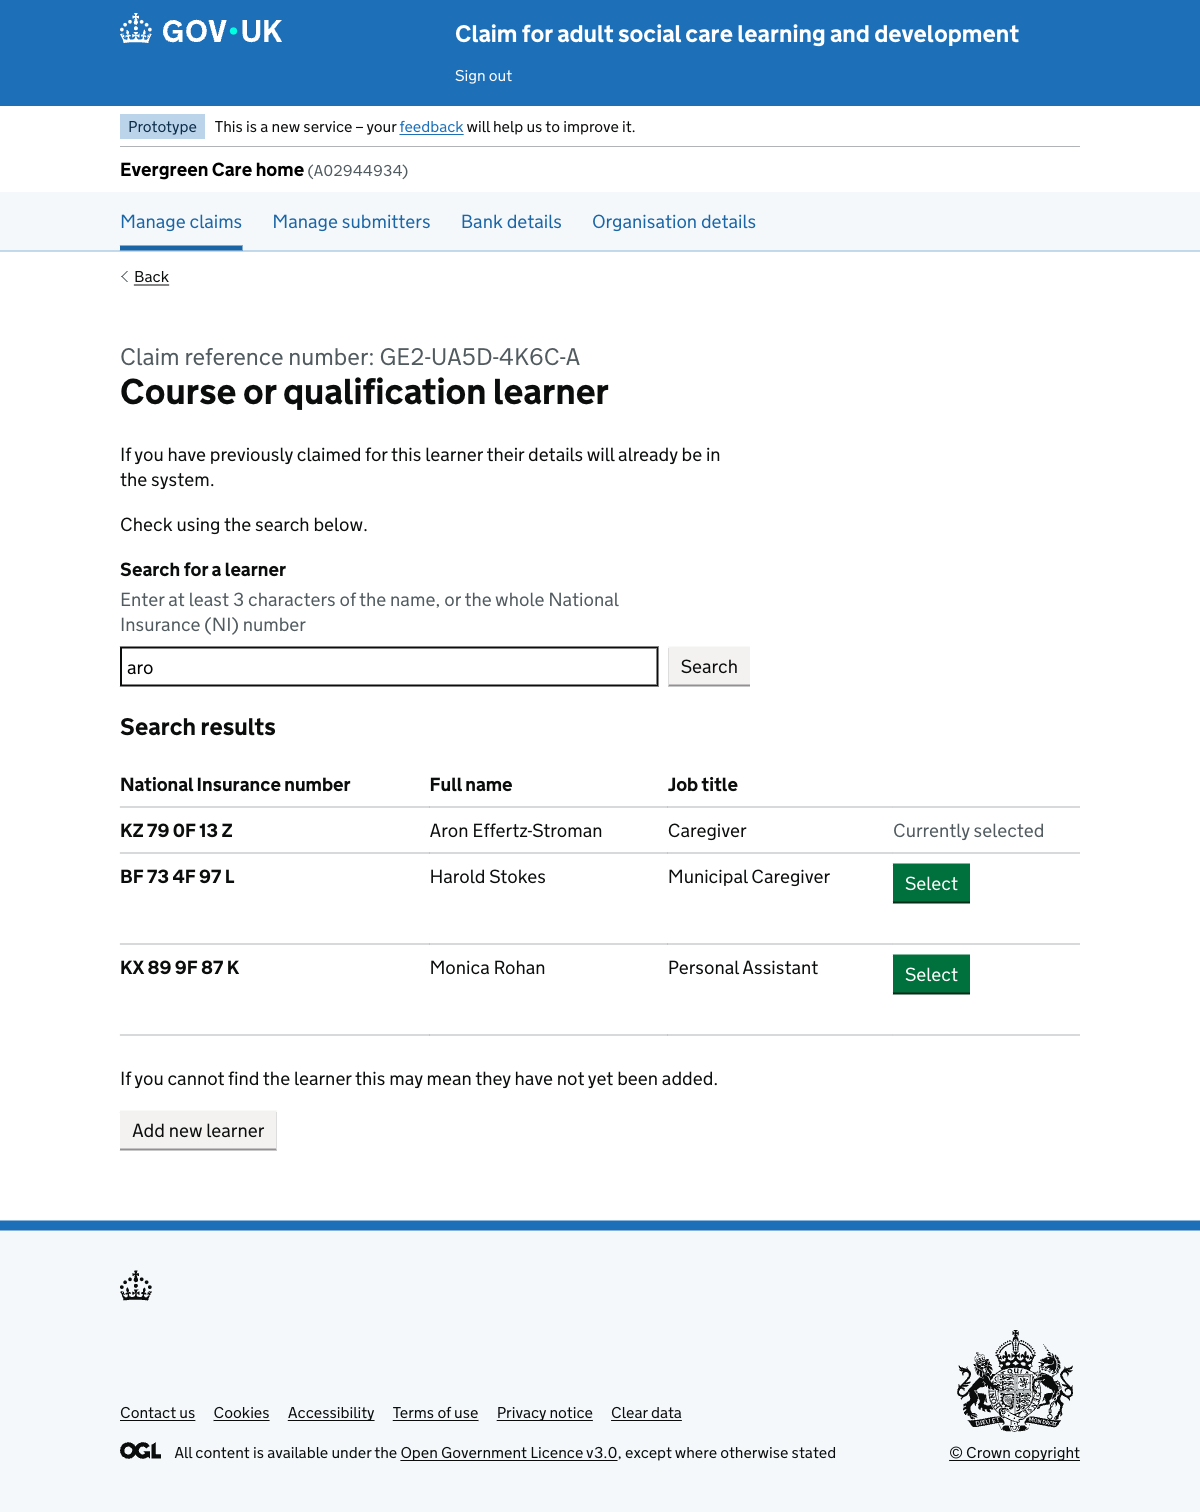 GOV·UK
Claim for adult social care learning and development
Sign out
Prototype This is a new service – your feedback will help us to improve it.
Evergreen Care home (A02944934)
Manage claims Manage submitters Bank details Organisation details
Back
Claim reference number: GE2-UA5D-4K6C-A
Course or qualification learner
If you have previously claimed for this learner their details will already be in
the system.
Check using the search below.
Search for a learner
Enter at least 3 characters of the name, or the whole National
Insurance (NI) number
aro Search
Search results
National Insurance number Full name Job title
KZ 79 0F 13 Z Aron Effertz-Stroman Caregiver Currently selected
BF 73 4F 97 L Harold Stokes Municipal Caregiver Select
KX 89 9F 87 K Monica Rohan Personal Assistant Select
If you cannot find the learner this may mean they have not yet been added.
Add new learner
Contact us Cookies Accessibility Terms of use Privacy notice Clear data
OGL All content is available under the Open Government Licence v3.0, except where otherwise stated
© Crown copyright